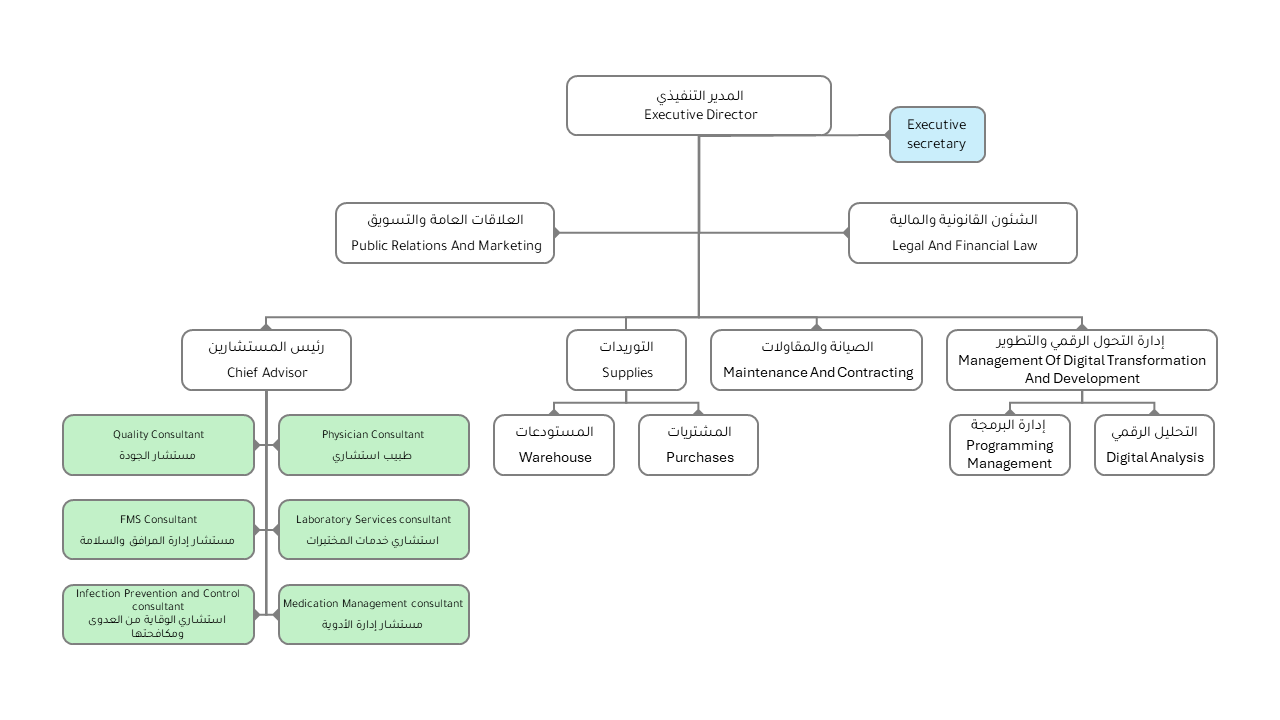 المدير التنفيذي
Executive Director
Executive
secretary
العلاقات العامة والتسويق
Public Relations And Marketing
الشئون القانونية والمالية
Legal And Financial Law
رئيس المستشارين
Chief Advisor
التوريدات
Supplies
الصيانة والمقاولات
Maintenance And Contracting
إدارة التحول الرقمي والتطوير
Management Of Digital Transformation
And Development
Quality Consultant
مستشار الجودة
Physician Consultant
طبيب استشاري
المستودعات
Warehouse
المشتريات
Purchases
إدارة البرمجة
Programming
Management
التحليل الرقمي
Digital Analysis
FMS Consultant
مستشار إدارة المرافق والسلامة
Laboratory Services consultant
استشاري خدمات المختبرات
Infection Prevention and Control
consultant
استشاري الوقاية من العدوى
ومكافحتها
Medication Management consultant
مستشار إدارة الأدوية